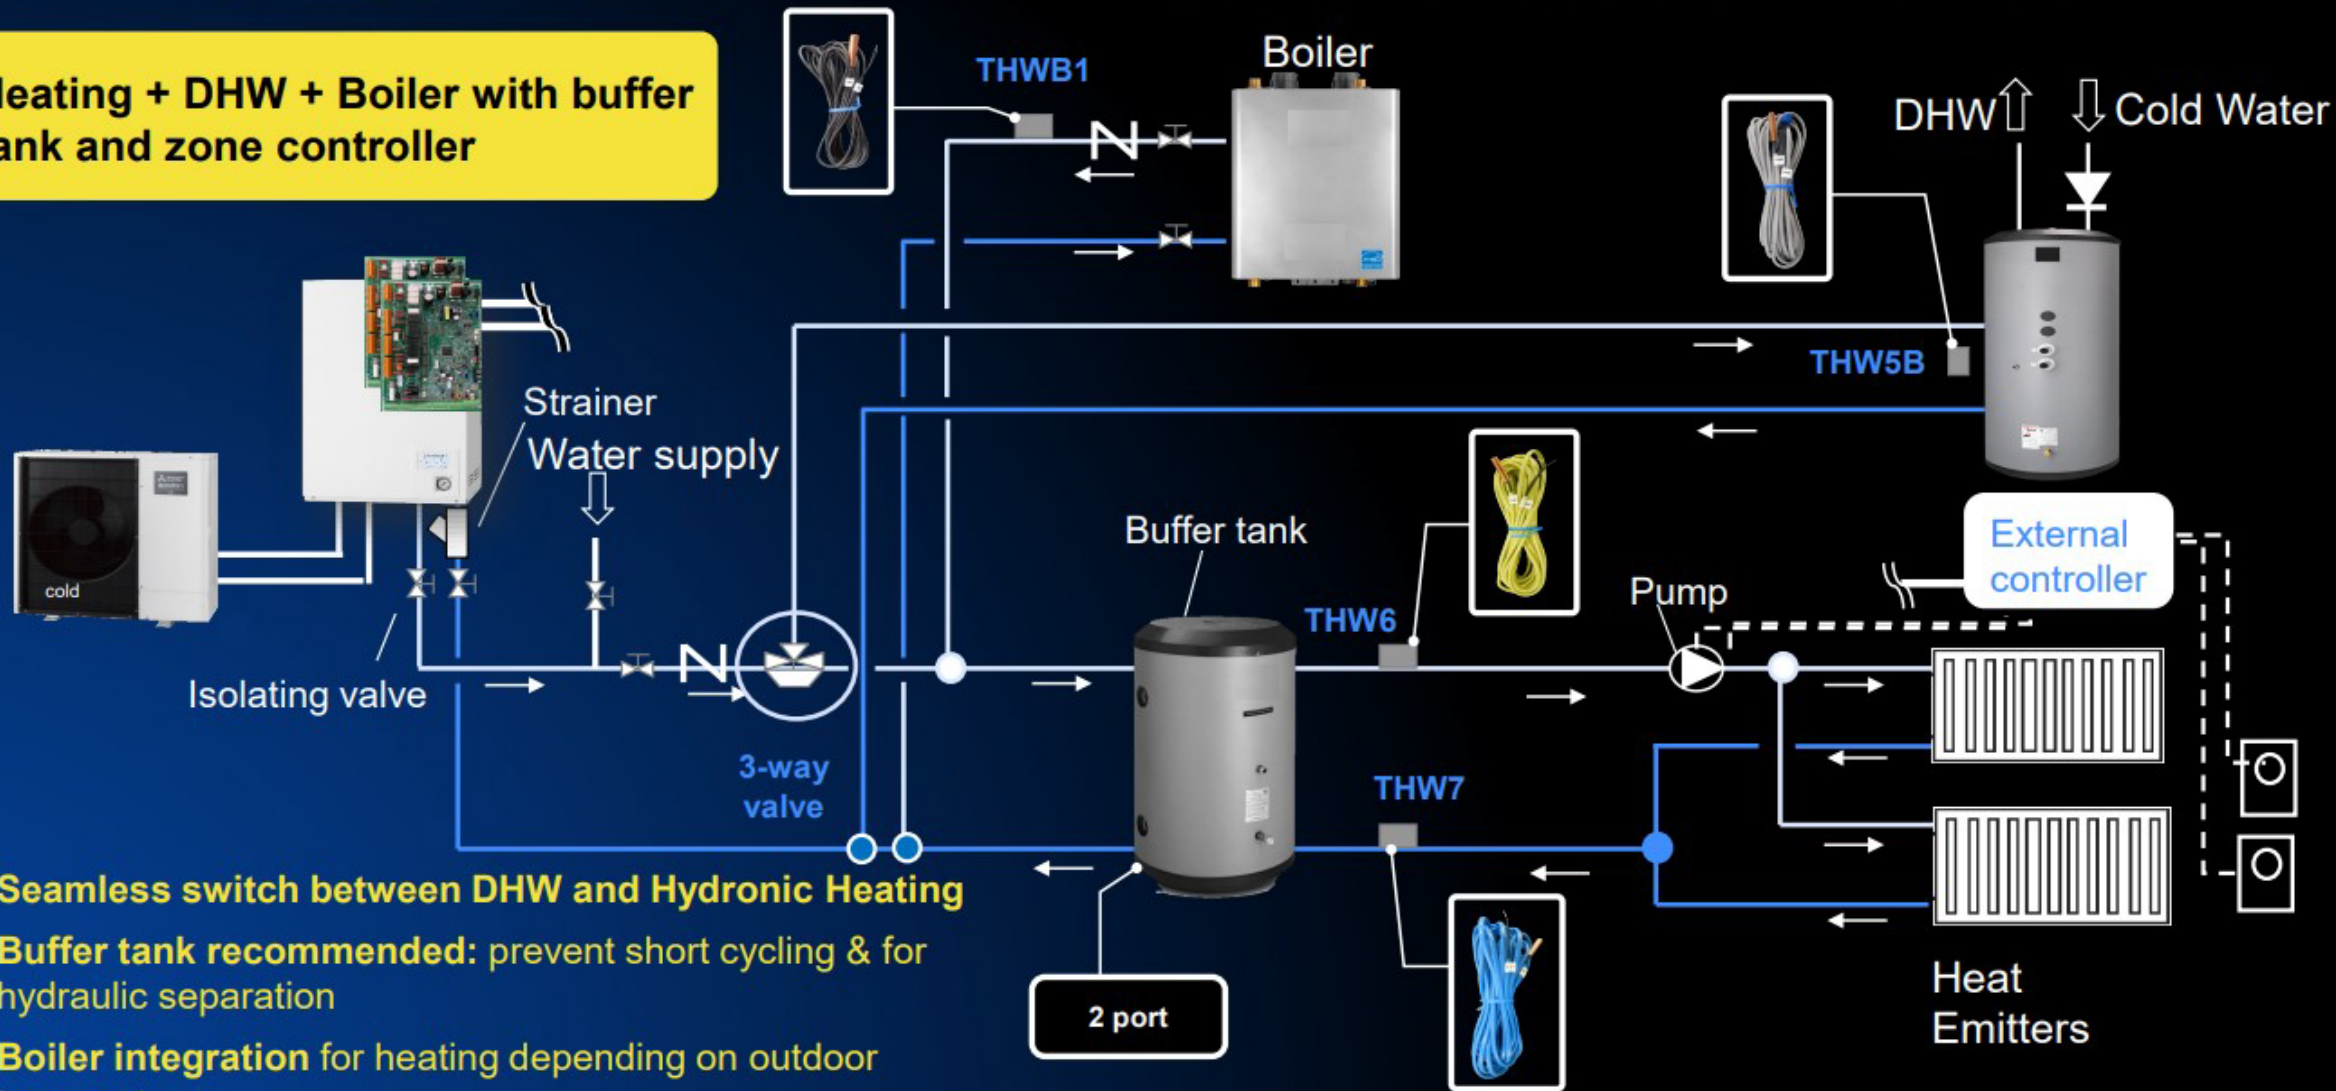 eating + DHW + Boiler with buffer
ank and zone controller
THWB1
Boiler
DHW
Cold Water
THW5B
Strainer
Water supply
cold
Isolating valve
3-way
valve
Buffer tank
THW6
Pump
External
controller
THW7
2 port
Heat
Emitters
Seamless switch between DHW and Hydronic Heating
Buffer tank recommended: prevent short cycling & for
hydraulic separation
Boiler integration for heating depending on outdoor